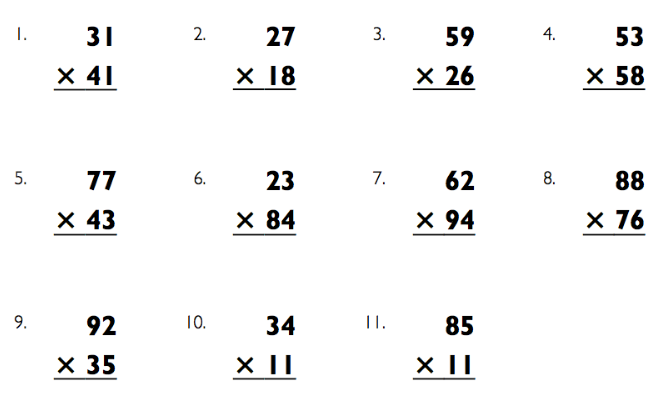 1. 31 2. 27 3. 59 4. 53
× 41 × 18 × 26 × 58
5. 77 6. 23 7. 62 8. 88
× 43 × 84 × 94 × 76
9. 92 10. 34 11. 85
× 35 × 11 × 11